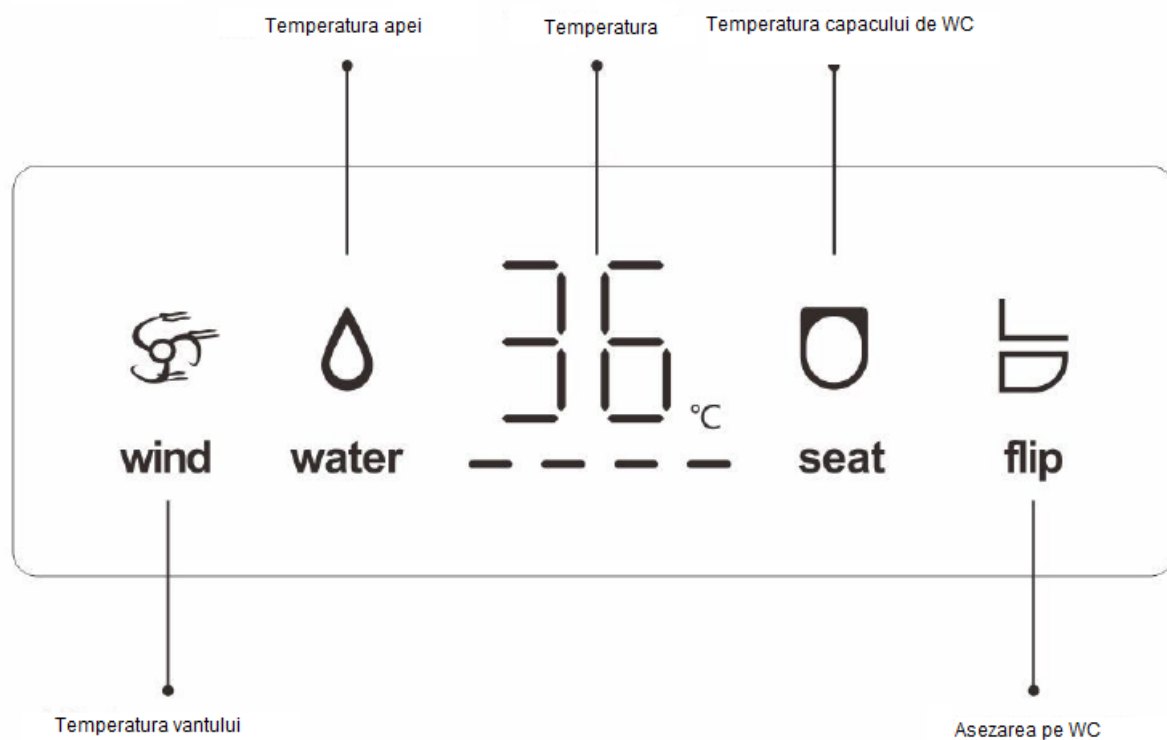 Temperatura apei
Temperatura
Temperatura capacului de WC
36 °C
wind
water
seat
flip
Temperatura vantului
Asezarea pe WC